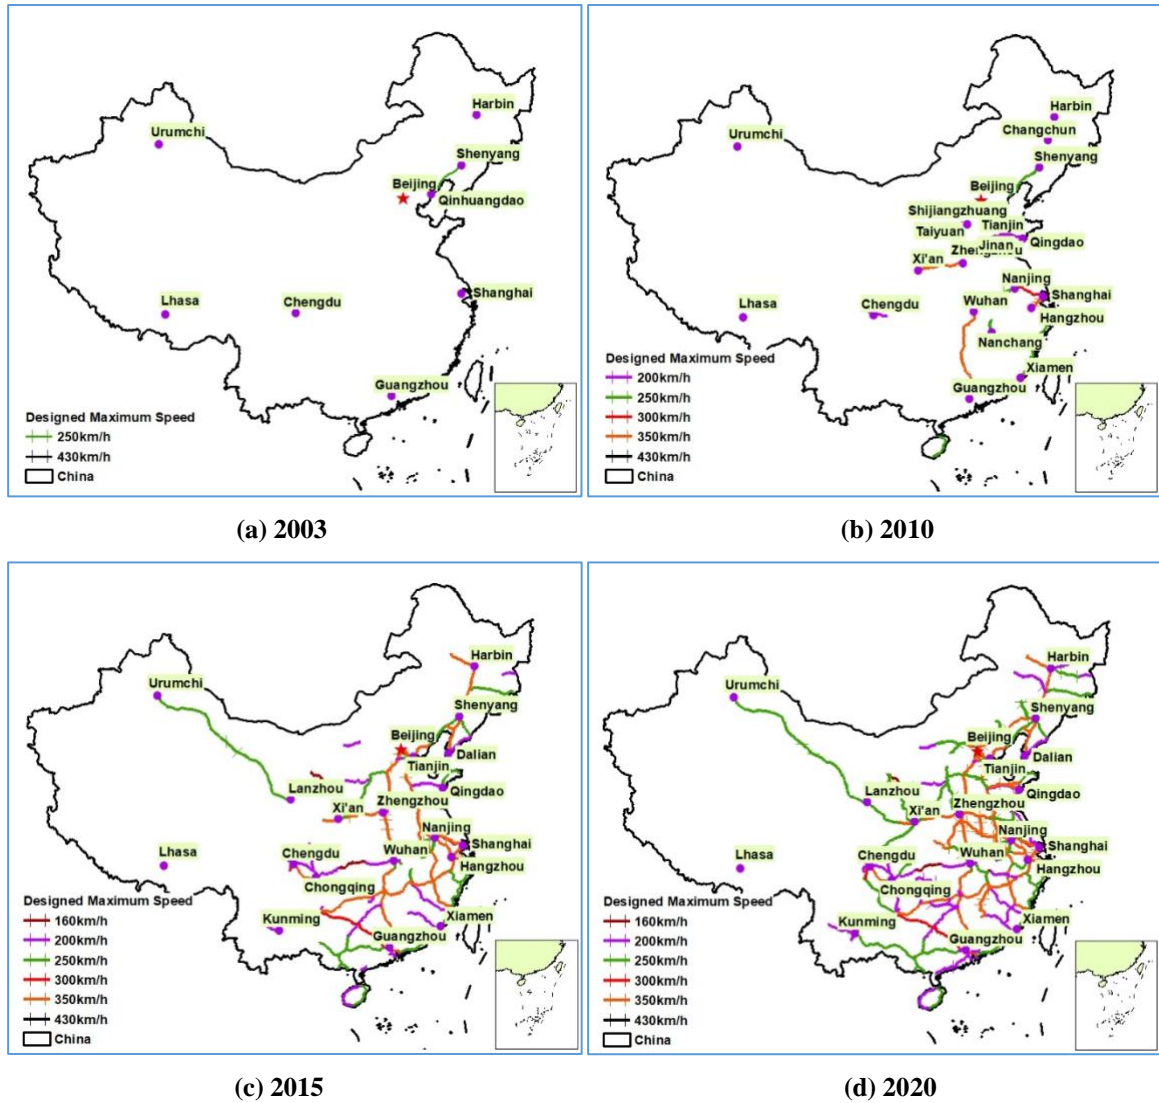 Harbin
Urumchi
Shenyang
Beijing
Qinhuangdao
Lhasa
Chengdu
Shanghai
Guangzhou
Designed Maximum Speed
250km/h
430km/h
China
(a) 2003
Harbin
Urumchi
Changchun
Shenyang
Beijing
Shijiangzhuang
Taiyuan
Tianjin
Jinan
Qingdao
Xi'an
Nanjing
Lhasa
Chengdu
Wuhan
Shanghai
Hangzhou
Nanchang
Xiamen
Guangzhou
Designed Maximum Speed
200km/h
250km/h
300km/h
350km/h
430km/h
China
(b) 2010
Harbin
Urumchi
Shenyang
Beijing
Dalian
Tianjin
Lanzhou
Qingdao
Xi'an
Zhengzhou
Nanjing
Lhasa
Chengdu
Wuhan
Shanghai
Hangzhou
Chongqing
Kunming
Xiamen
Guangzhou
Designed Maximum Speed
160km/h
200km/h
250km/h
300km/h
350km/h
430km/h
China
(c) 2015
Harbin
Urumchi
Shenyang
Beijing
Dalian
Tianjin
Lanzhou
Qingdao
Xi'an
Zhengzhou
Nanjing
Lhasa
Chengdu
Wuhan
Shanghai
Hangzhou
Chongqing
Kunming
Xiamen
Guangzhou
Designed Maximum Speed
160km/h
200km/h
250km/h
300km/h
350km/h
430km/h
China
(d) 2020